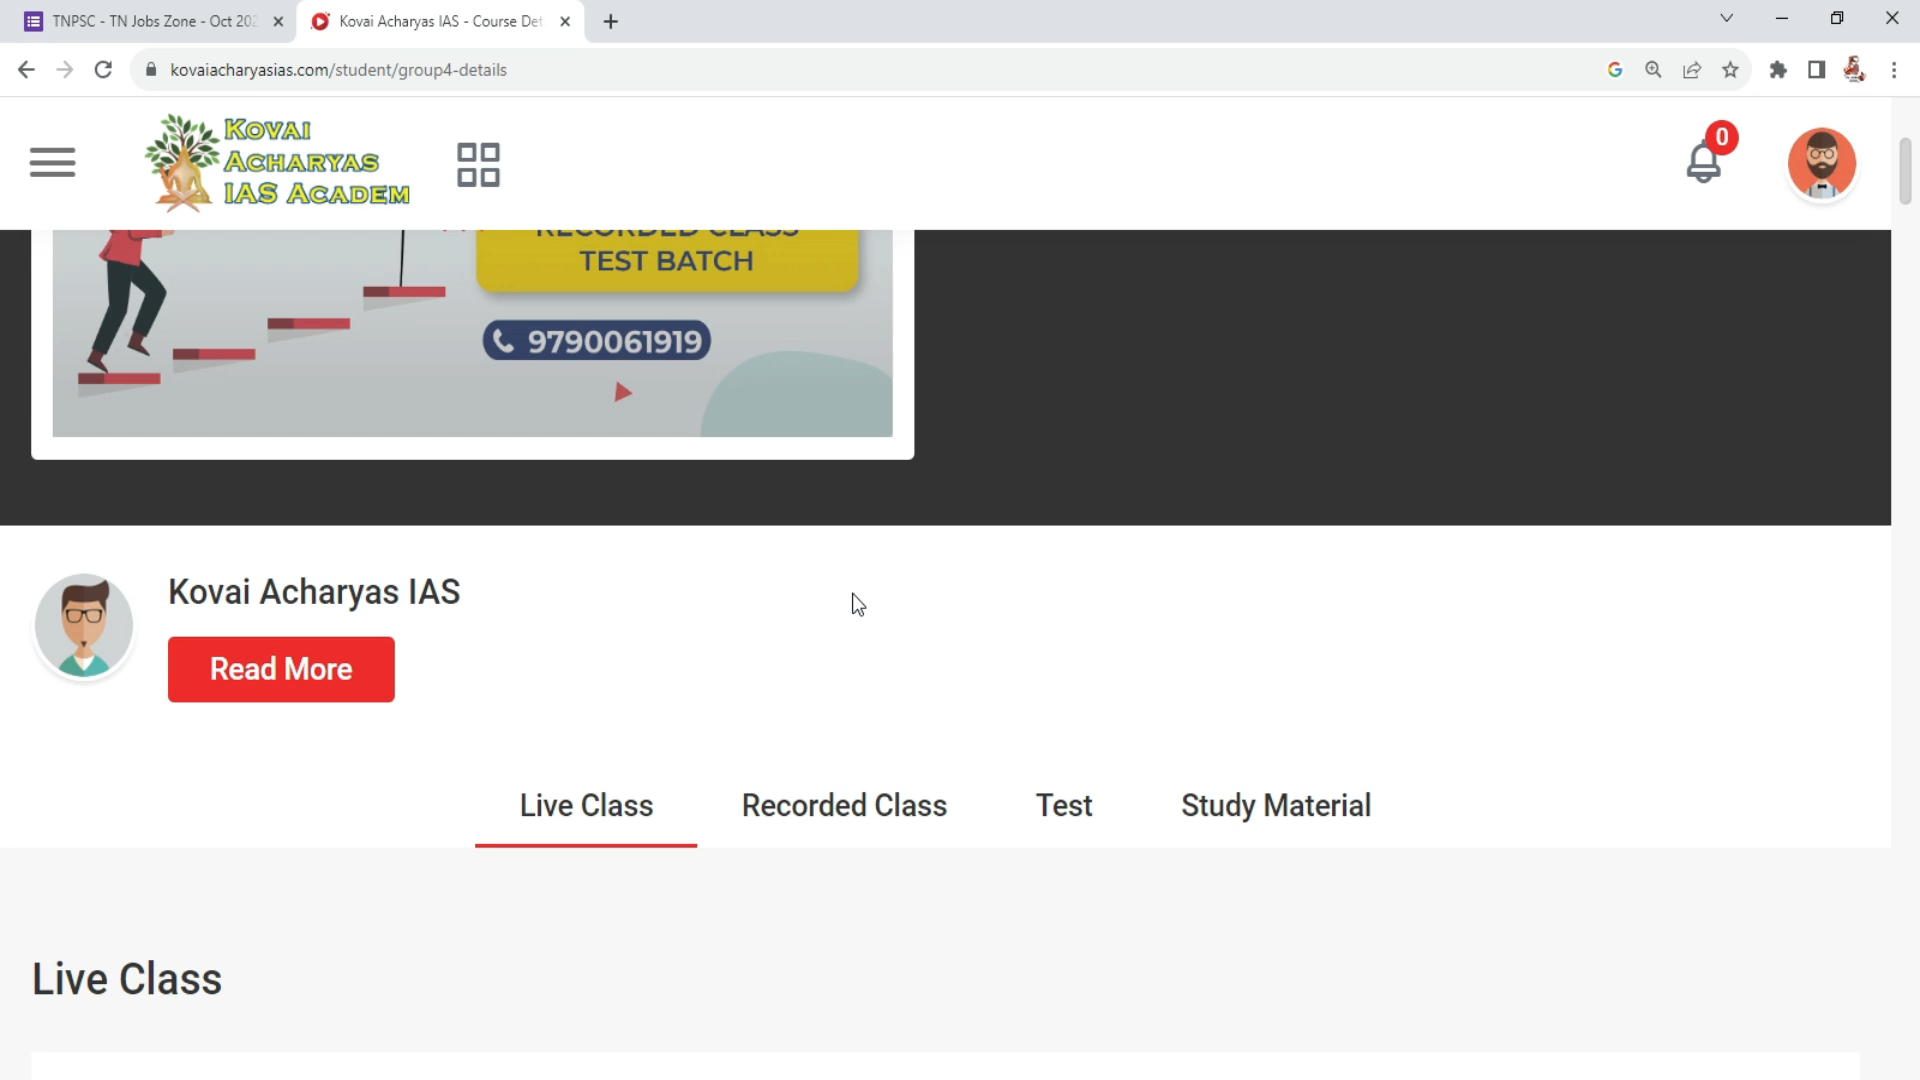 TNPSC - TN Jobs Zone - Oct 202
Kovai Acharyas IAS - Course Det
kovaiacharyasias.com/student/group4-details
KOVAI
ACHARYAS
IAS ACADEM
0
RECORDED CLASS
TEST BATCH
9790061919
Kovai Acharyas IAS
Read More
Live Class
Recorded Class
Test
Study Material
Live Class